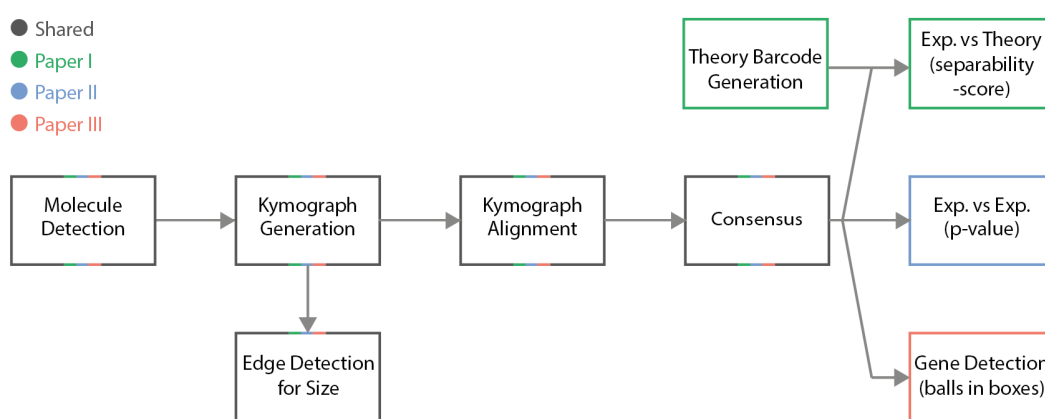 Shared
Paper I
Paper II
Paper III
Theory Barcode
Generation
Exp. vs Theory
(separability
-score)
Molecule
Detection
Kymograph
Generation
Kymograph
Alignment
Consensus
Exp. vs Exp.
(p-value)
Edge Detection
for Size
Gene Detection
(balls in boxes)